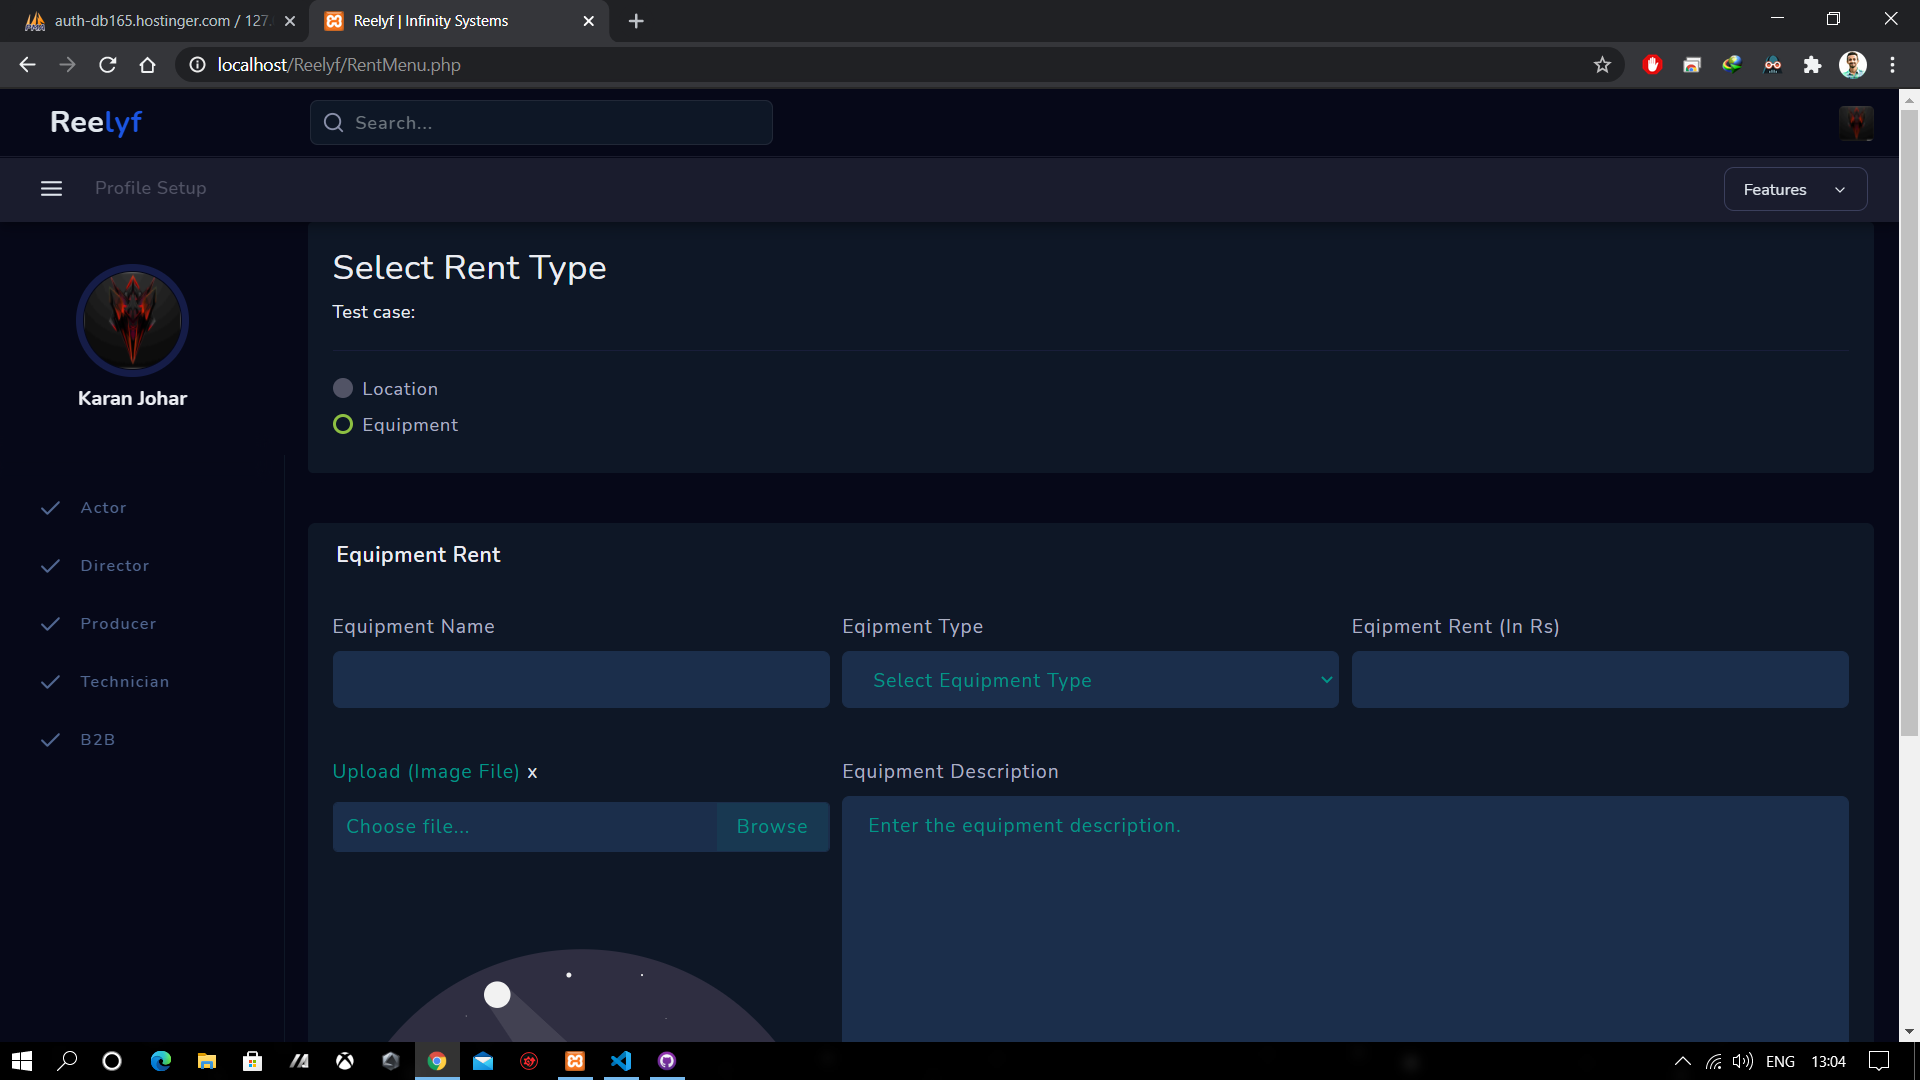 auth-db165.hostinger.com / 127.
Reelyf | Infinity Systems
localhost/Reelyf/RentMenu.php
Reelyf
Search...
Profile Setup
Features
Karan Johar
Actor
Director
Producer
Technician
B2B
Select Rent Type
Test case:
Location
Equipment
Equipment Rent
Equipment Name
Eqipment Type
Eqipment Rent (In Rs)
Select Equipment Type
Upload (Image File) x
Equipment Description
Choose file...
Browse
Enter the equipment description.
ENG
13:04